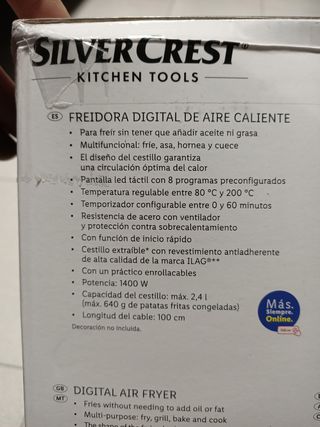 SILVERCREST®
KITCHEN TOOLS
ES FREIDORA DIGITAL DE AIRE CALIENTE
• Para freír sin tener que añadir aceite ni grasa
• Multifuncional: fríe, asa, hornea y cuece
• El diseño del cestillo garantiza
una circulación óptima del calor
• Pantalla led táctil con 8 programas preconfigurados
• Temperatura regulable entre 80 °C y 200 °C
• Temporizador configurable entre 0 y 60 minutos
• Resistencia de acero con ventilador
y protección contra sobrecalentamiento
• Con función de inicio rápido
• Cestillo extraíble* con revestimiento antiadherente
de alta calidad de la marca ILAG®**
• Con un práctico enrollacables
• Potencia: 1400 W
• Capacidad del cestillo: máx. 2,4 l
(máx. 640 g de patatas fritas congeladas)
• Longitud del cable: 100 cm
Decoración no incluida.
Más.
Siempre.
Online.
GB MT DIGITAL AIR FRYER
• Fries without needing to add oil or fat
• Multi-purpose: fry, grill, bake and cook